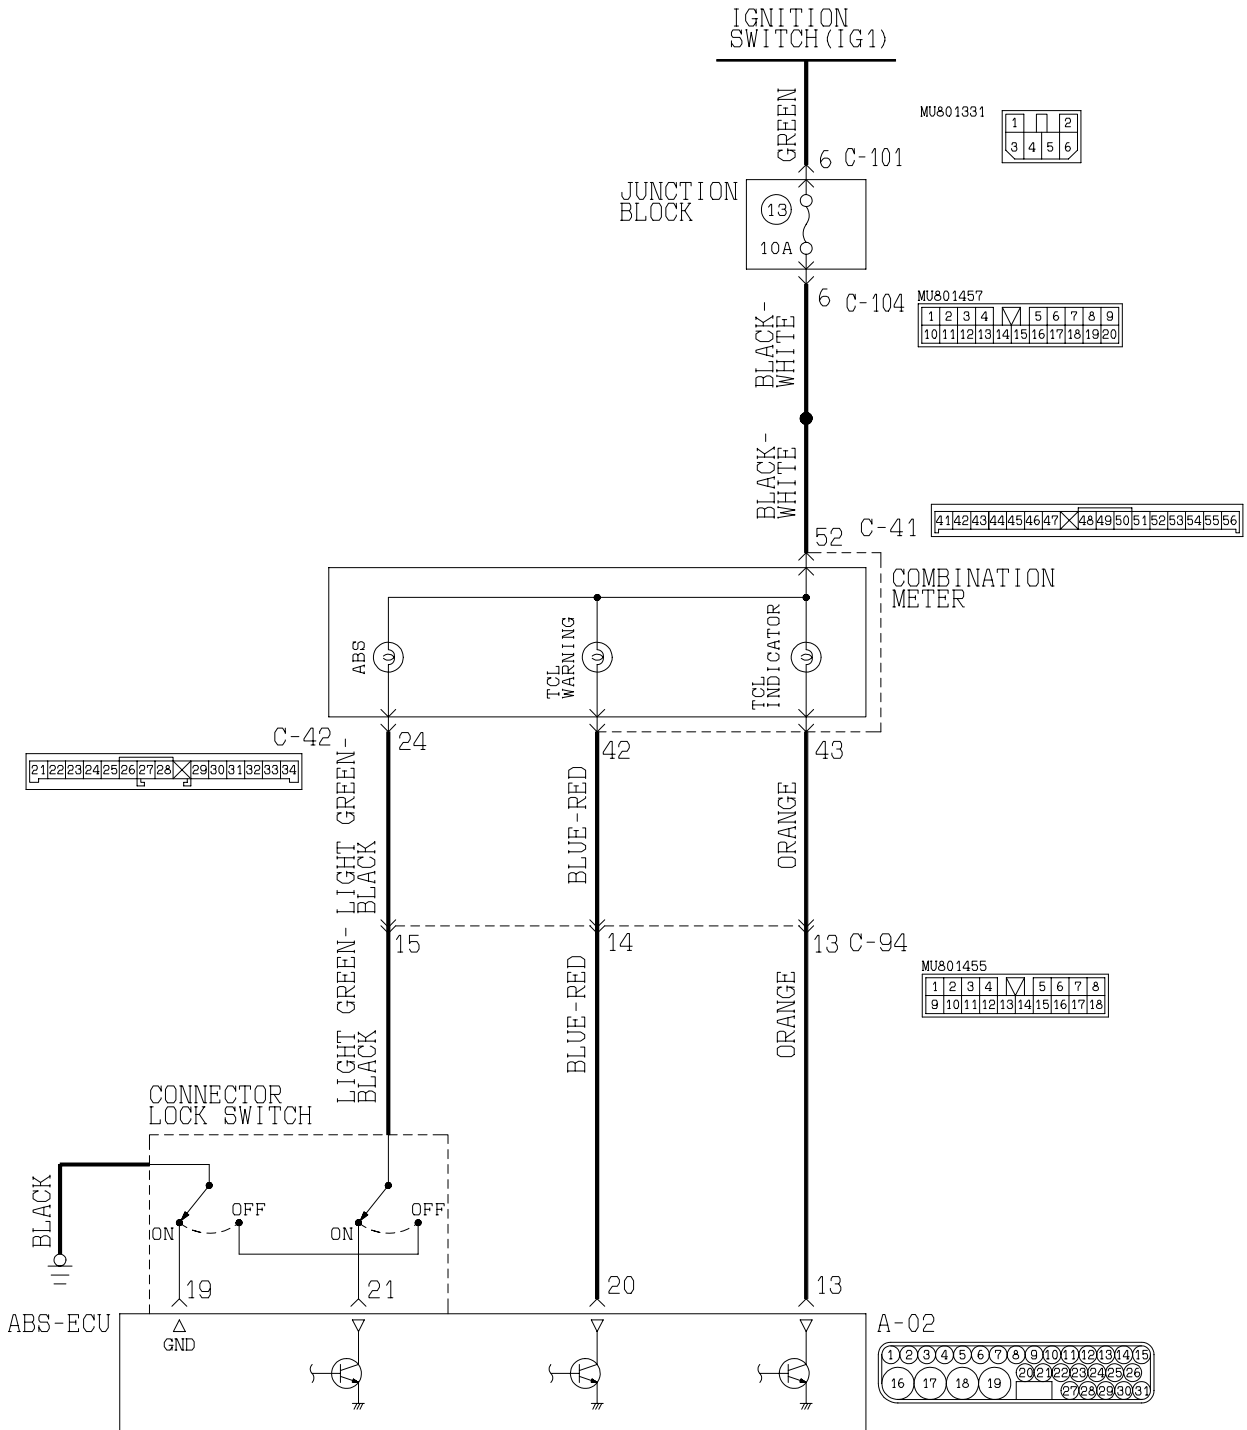 IGNITION
SWITCH(IG1)
GREEN
MU801331
1 2
3 4 5 6
6 C-101
JUNCTION
BLOCK
13
10A
6 C-104
MU801457
1 2 3 4 5 6 7 8 9
10 11 12 13 14 15 16 17 18 19 20
BLACK-
WHITE
BLACK-
WHITE
52 C-41
41 42 43 44 45 46 47 48 49 50 51 52 53 54 55 56
COMBINATION
METER
ABS
TCL
WARNING
TCL
INDICATOR
C-42
24
42
43
21 22 23 24 25 26 27 28 29 30 31 32 33 34
LIGHT GREEN-
BLACK
BLUE-RED
ORANGE
15
14
13 C-94
MU801455
1 2 3 4 5 6 7 8
9 10 11 12 13 14 15 16 17 18
LIGHT GREEN-
BLACK
BLUE-RED
ORANGE
CONNECTOR
LOCK SWITCH
BLACK
ON
OFF
ON
OFF
19
21
20
13
ABS-ECU
GND
A-02
1 2 3 4 5 6 7 8 9 10 11 12 13 14 15
16 17 18 19 20 21 22 23 24 25 26
27 28 29 30 31